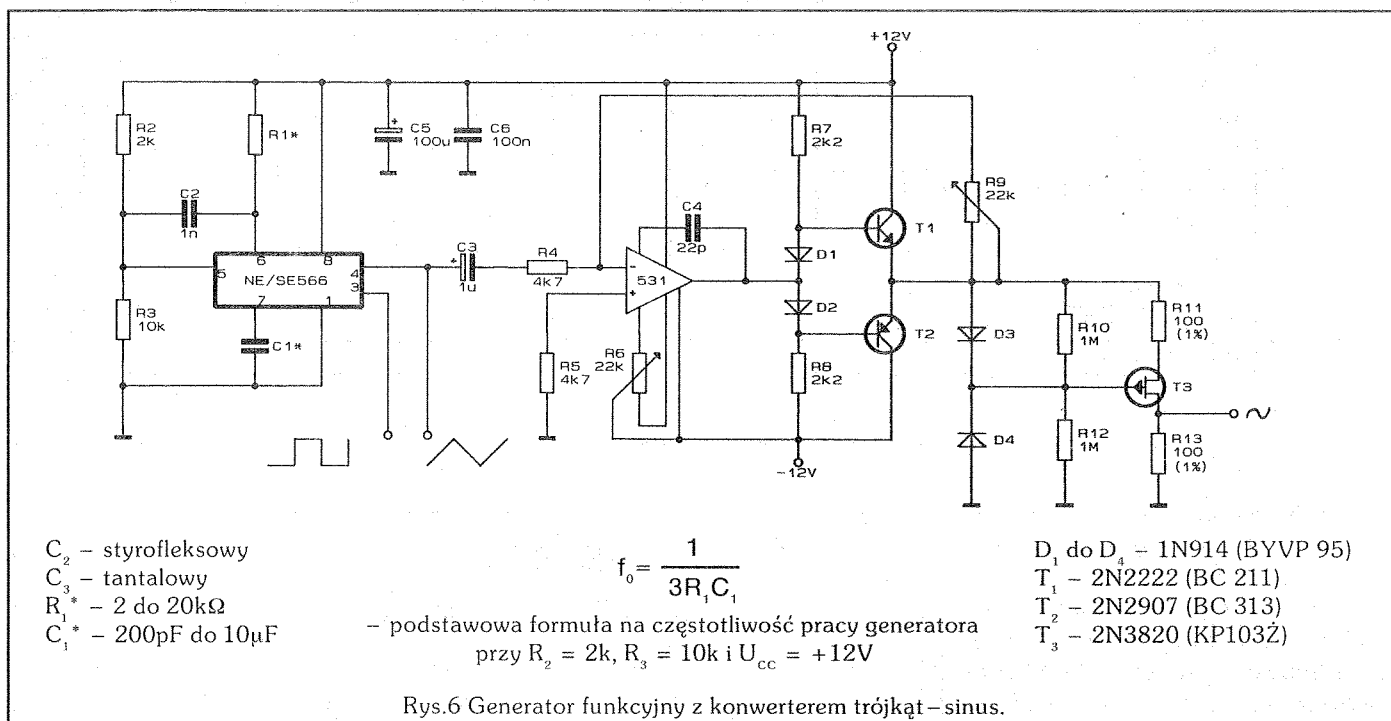 +12V
R2
2k
R1*
C5
100u
C6
100n
R7
2k2
R9
22k
C2
1n
C4
22p
T1
C3
1u
R4
4k7
D1
5
6
8
4
3
NE/SE566
7
1
531
D2
R11
100
(1%)
R3
10k
C1*
R5
4k7
R6
22k
R8
2k2
T2
D3
R10
1M
T3
D4
R12
1M
R13
100
(1%)
-12V
C₂ – styrofleksowy
C₃ – tantalowy
R₁* – 2 do 20kΩ
C₁* – 200pF do 10μF
f₀= 1
3R₁C₁
– podstawowa formuła na częstotliwość pracy generatora
przy R₂ = 2k, R₃ = 10k i U_cc = +12V
D₁ do D₄ – 1N914 (BYVP 95)
T₁ – 2N2222 (BC 211)
T₂ – 2N2907 (BC 313)
T₃ – 2N3820 (KP103Ż)
Rys.6 Generator funkcyjny z konwerterem trójkąt–sinus.